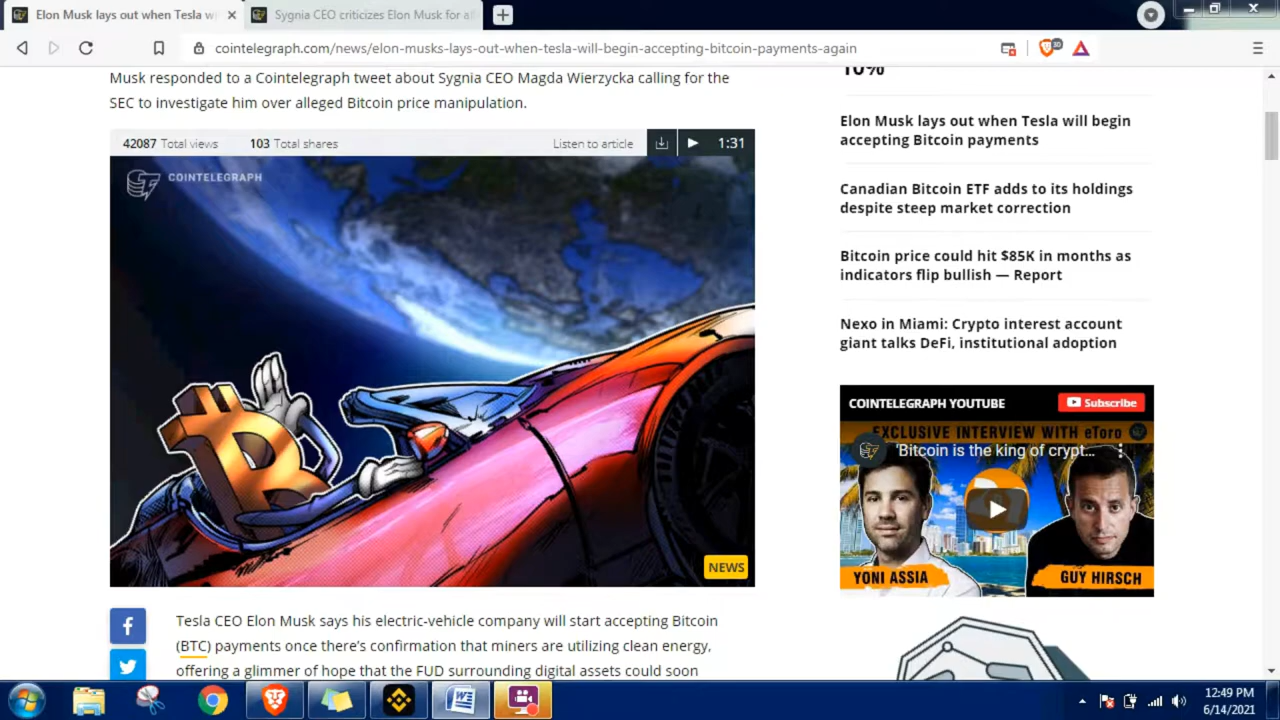 Elon Musk lays out when Tesla w
Sygnia CEO criticizes Elon Musk for a
cointelegraph.com/news/elon-musks-lays-out-when-tesla-will-begin-accepting-bitcoin-payments-again
30
Musk responded to a Cointelegraph tweet about Sygnia CEO Magda Wierzycka calling for the
SEC to investigate him over alleged Bitcoin price manipulation.
42087 Total views 103 Total shares Listen to article 1:31
COINTELEGRAPH
NEWS
Tesla CEO Elon Musk says his electric-vehicle company will start accepting Bitcoin
(BTC) payments once there's confirmation that miners are utilizing clean energy,
offering a glimmer of hope that the FUD surrounding digital assets could soon
10%
Elon Musk lays out when Tesla will begin
accepting Bitcoin payments
Canadian Bitcoin ETF adds to its holdings
despite steep market correction
Bitcoin price could hit $85K in months as
indicators flip bullish — Report
Nexo in Miami: Crypto interest account
giant talks DeFi, institutional adoption
COINTELEGRAPH YOUTUBE
Subscribe
EXCLUSIVE INTERVIEW WITH eToro
'Bitcoin is the king of crypt...
YONI ASSIA
GUY HIRSCH
12:49 PM
6/14/2021